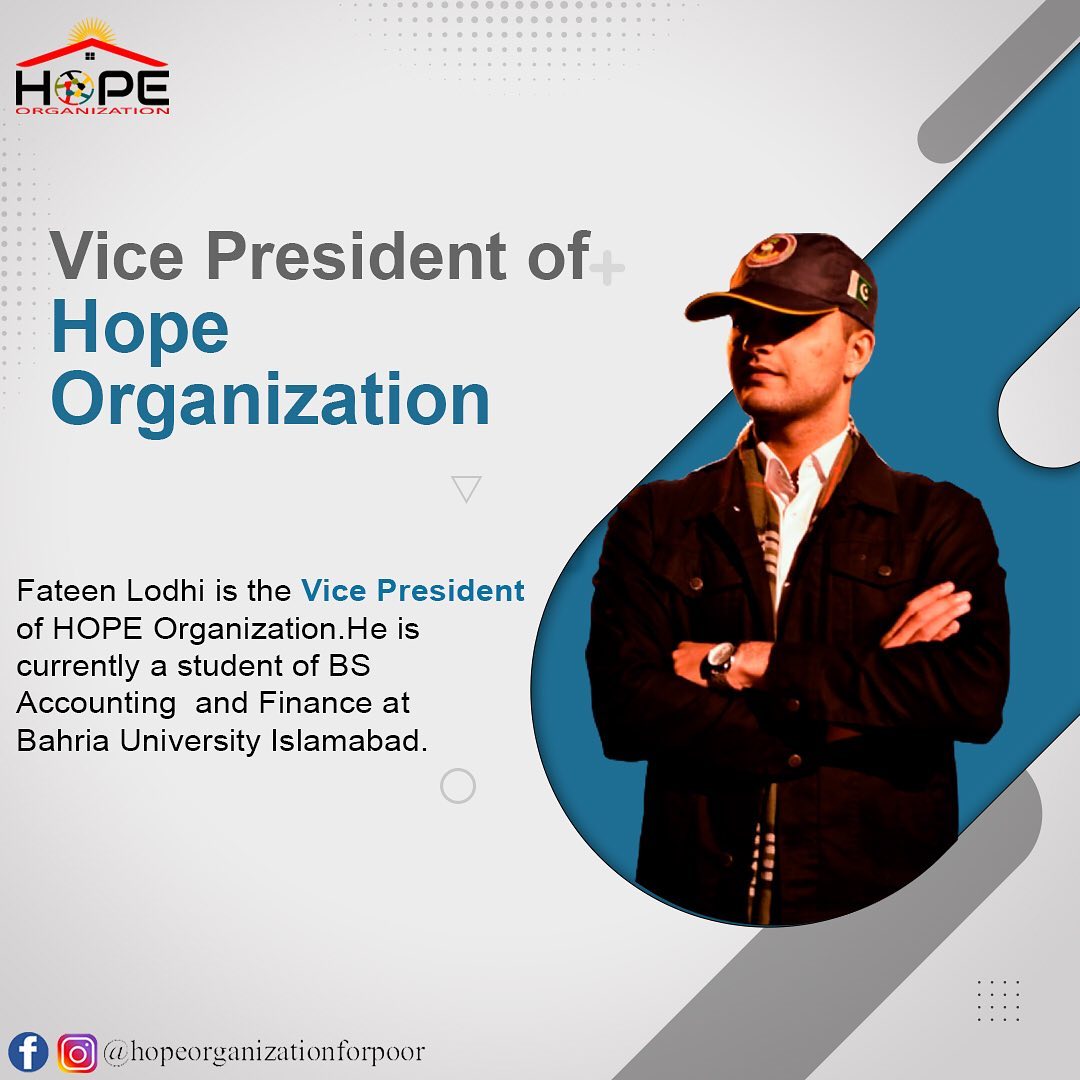 HOPE
ORGANIZATION
Vice President of
Hope
Organization
Fateen Lodhi is the Vice President
of HOPE Organization.He is
currently a student of BS
Accounting  and Finance at
Bahria University Islamabad.
@hopeorganizationforpoor